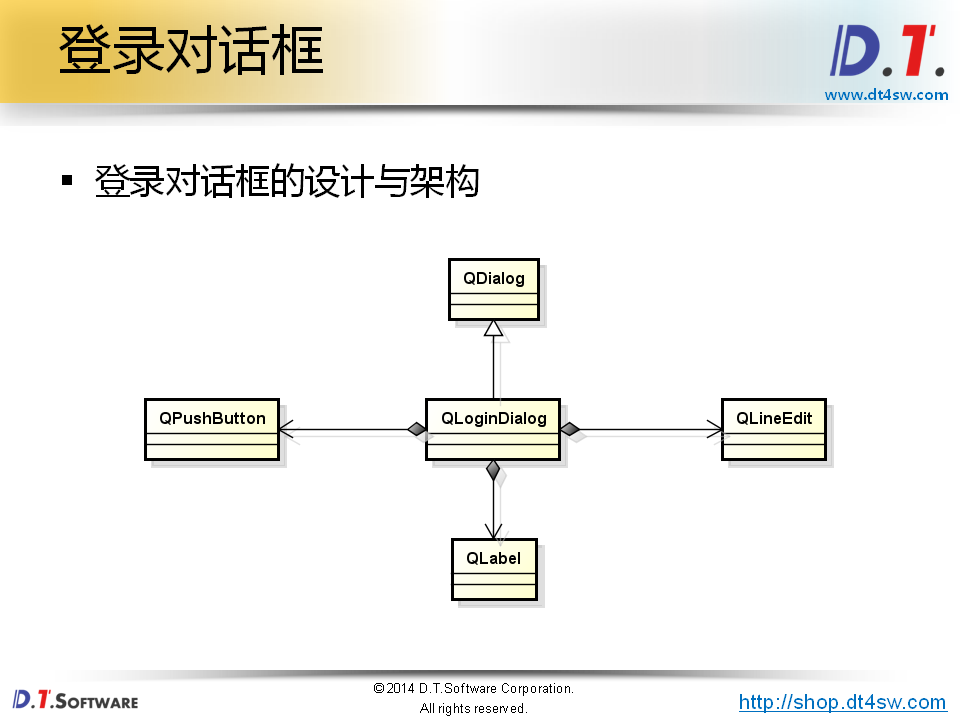 登录对话框
D.T.
www.dt4sw.com
▪ 登录对话框的设计与架构
QDialog
QPushButton
QLoginDialog
QLineEdit
QLabel
D.T.SOFTWARE
©2014 D.T.Software Corporation.
All rights reserved.
http://shop.dt4sw.com